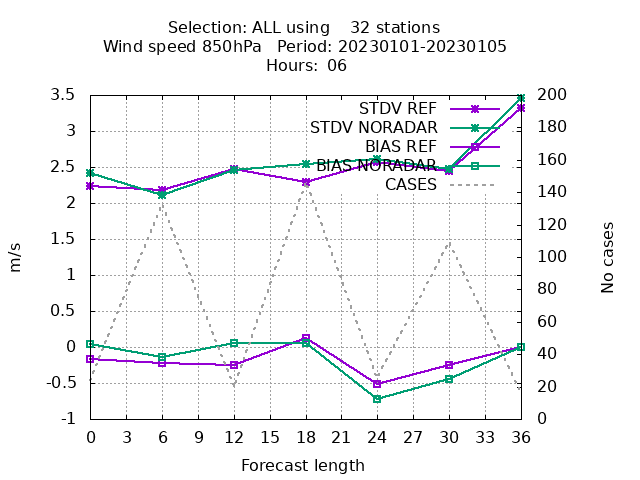 Selection: ALL using    32 stations
Wind speed 850hPa   Period: 20230101-20230105
Hours: 06
3.5
3
2.5
2
1.5
1
0.5
0
-0.5
-1
m/s
STDV REF
STDV NORADAR
BIAS REF
BIAS NORADAR
CASES
200
180
160
140
120
100
80
60
40
20
0
No cases
0 3 6 9 12 15 18 21 24 27 30 33 36
Forecast length